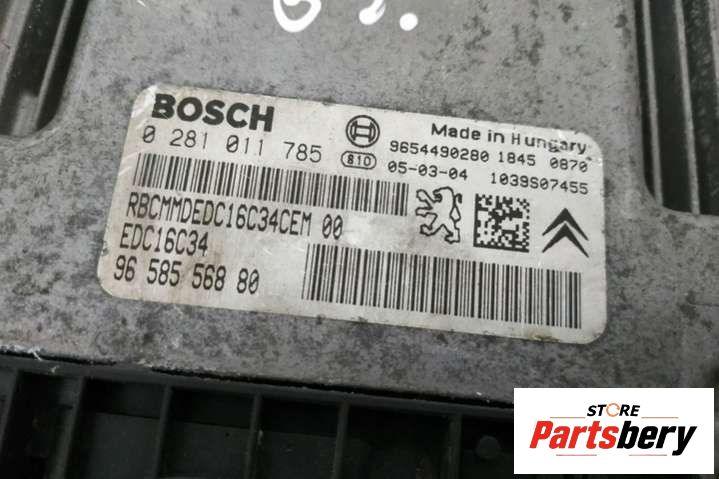 BOSCH
0 281 011 785
810
Made in Hungary
9654490280 1845 0870
05-03-04 1039S07455
RBCMMDEDC16C34CEM 00
EDC16C34
96 585 568 80
STORE
Partsbery